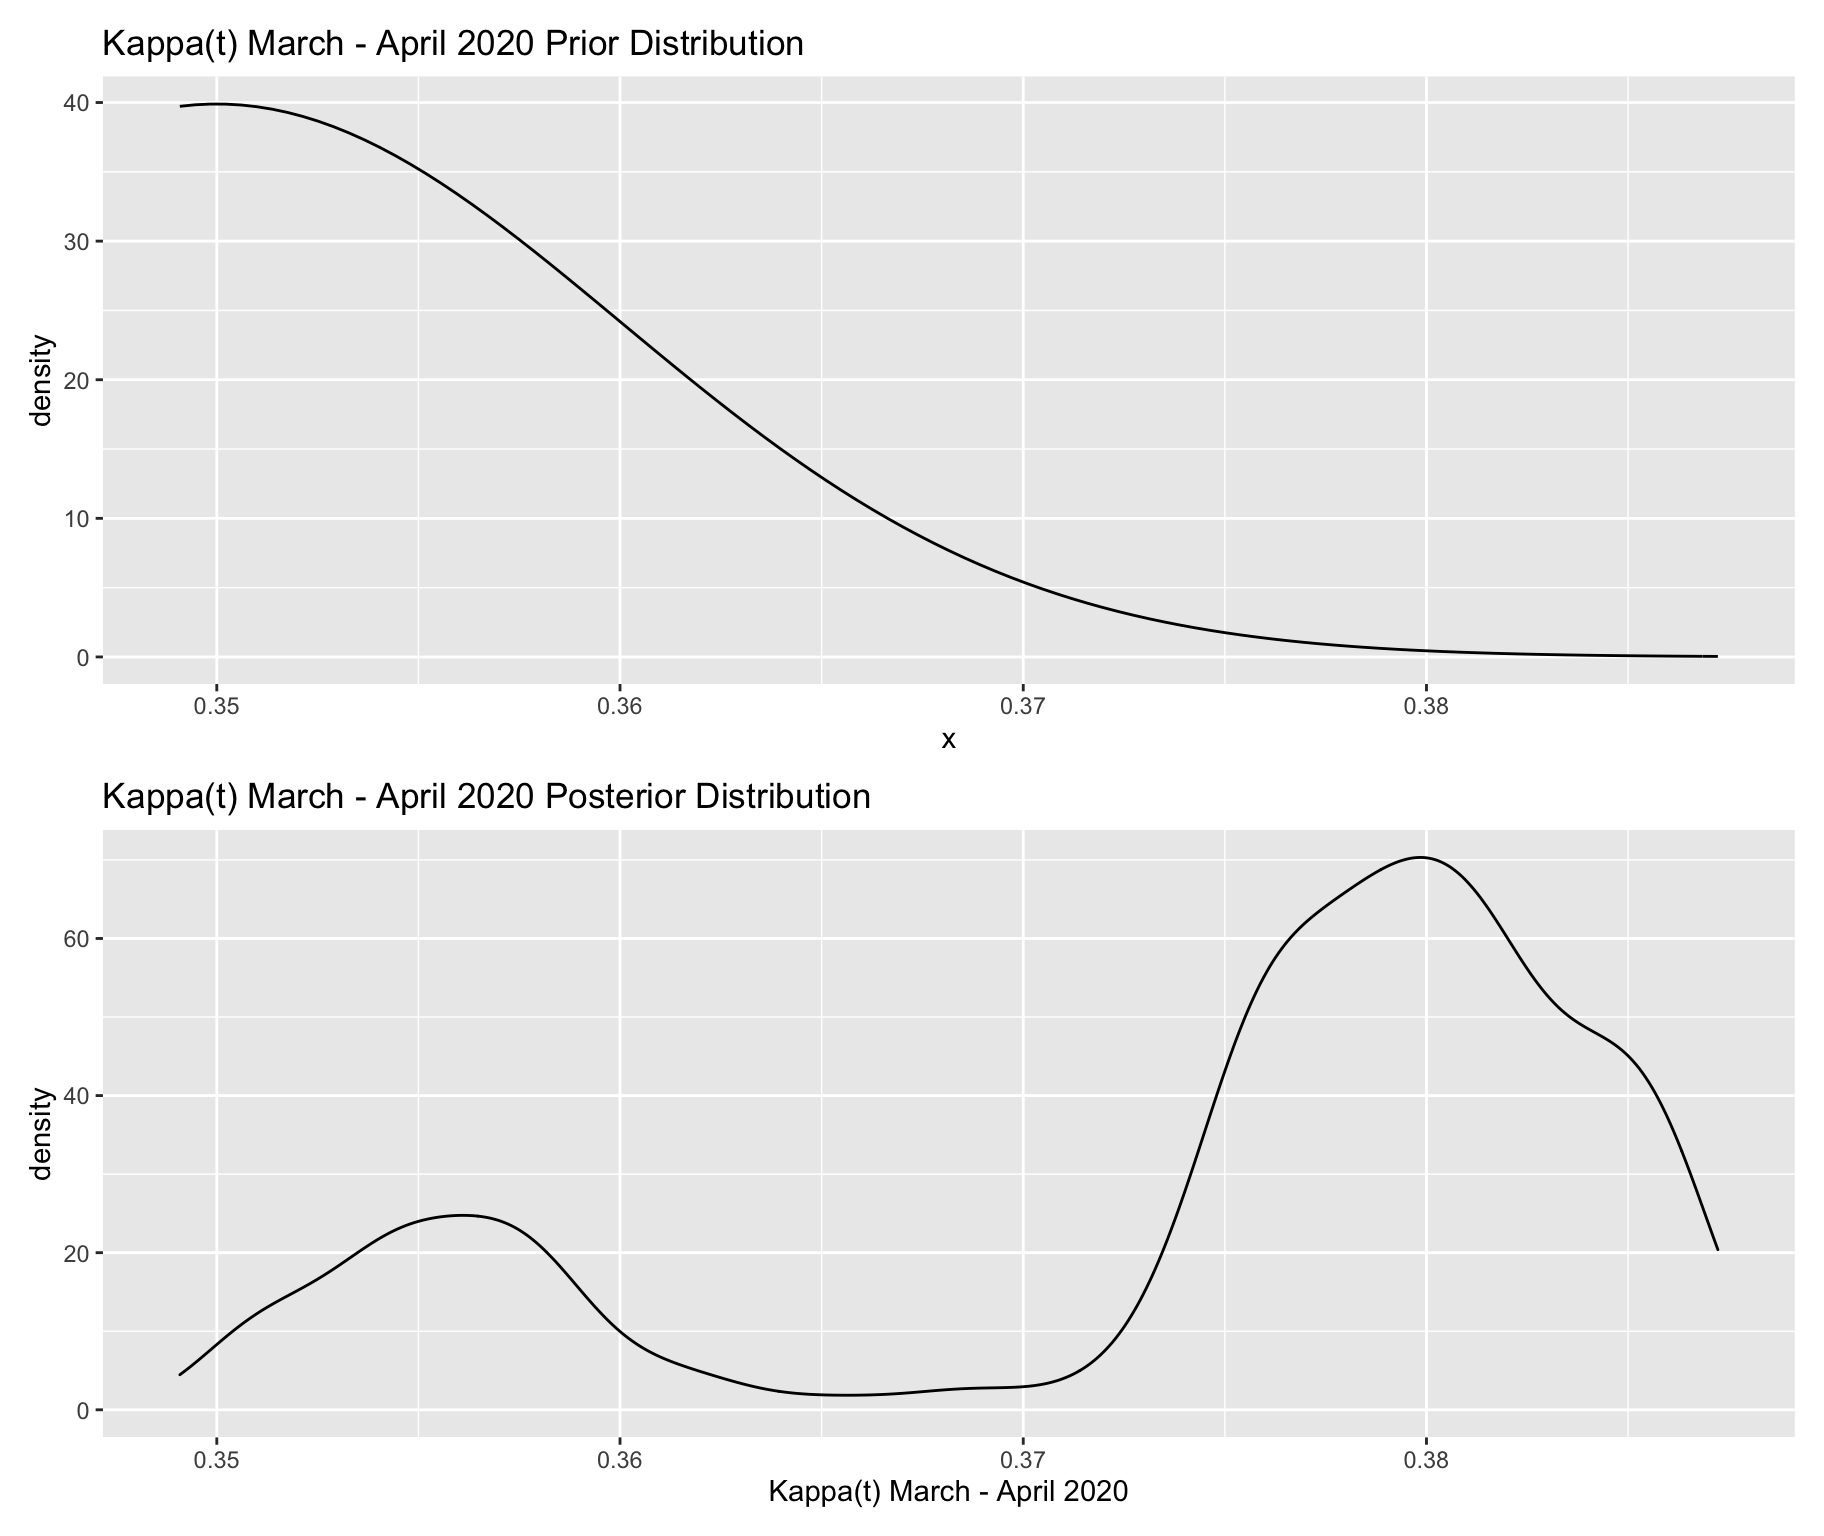 Kappa(t) March - April 2020 Prior Distribution
40
30
20
10
0
density
0.35 0.36 0.37 0.38
x
Kappa(t) March - April 2020 Posterior Distribution
60
40
20
0
density
0.35 0.36 0.37 0.38
Kappa(t) March - April 2020